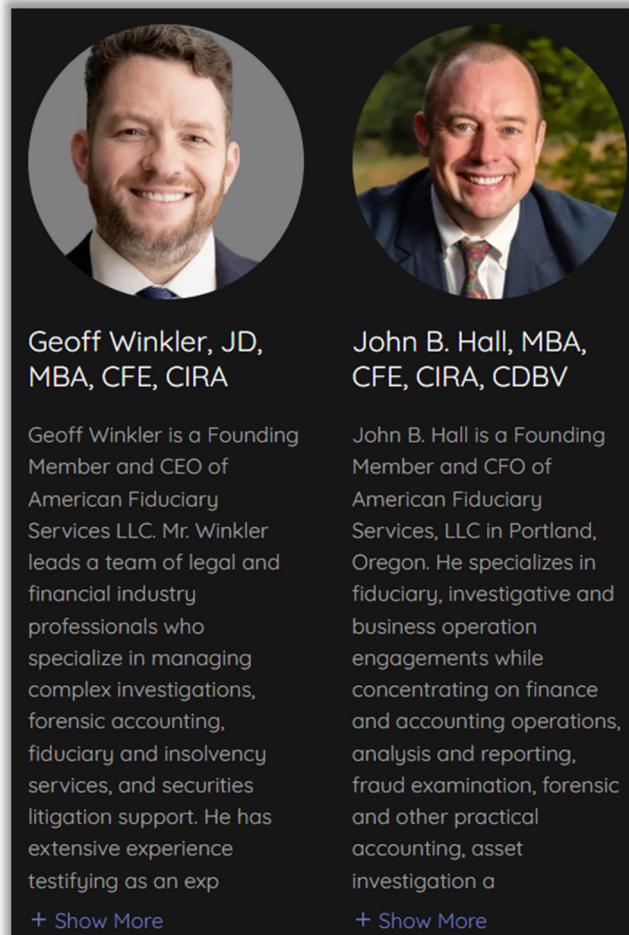 Geoff Winkler, JD,
MBA, CFE, CIRA
Geoff Winkler is a Founding
Member and CEO of
American Fiduciary
Services LLC. Mr. Winkler
leads a team of legal and
financial industry
professionals who
specialize in managing
complex investigations,
forensic accounting,
fiduciary and insolvency
services, and securities
litigation support. He has
extensive experience
testifying as an exp
+ Show More
John B. Hall, MBA,
CFE, CIRA, CDBV
John B. Hall is a Founding
Member and CFO of
American Fiduciary
Services, LLC in Portland,
Oregon. He specializes in
fiduciary, investigative and
business operation
engagements while
concentrating on finance
and accounting operations,
analysis and reporting,
fraud examination, forensic
and other practical
accounting, asset
investigation a
+ Show More